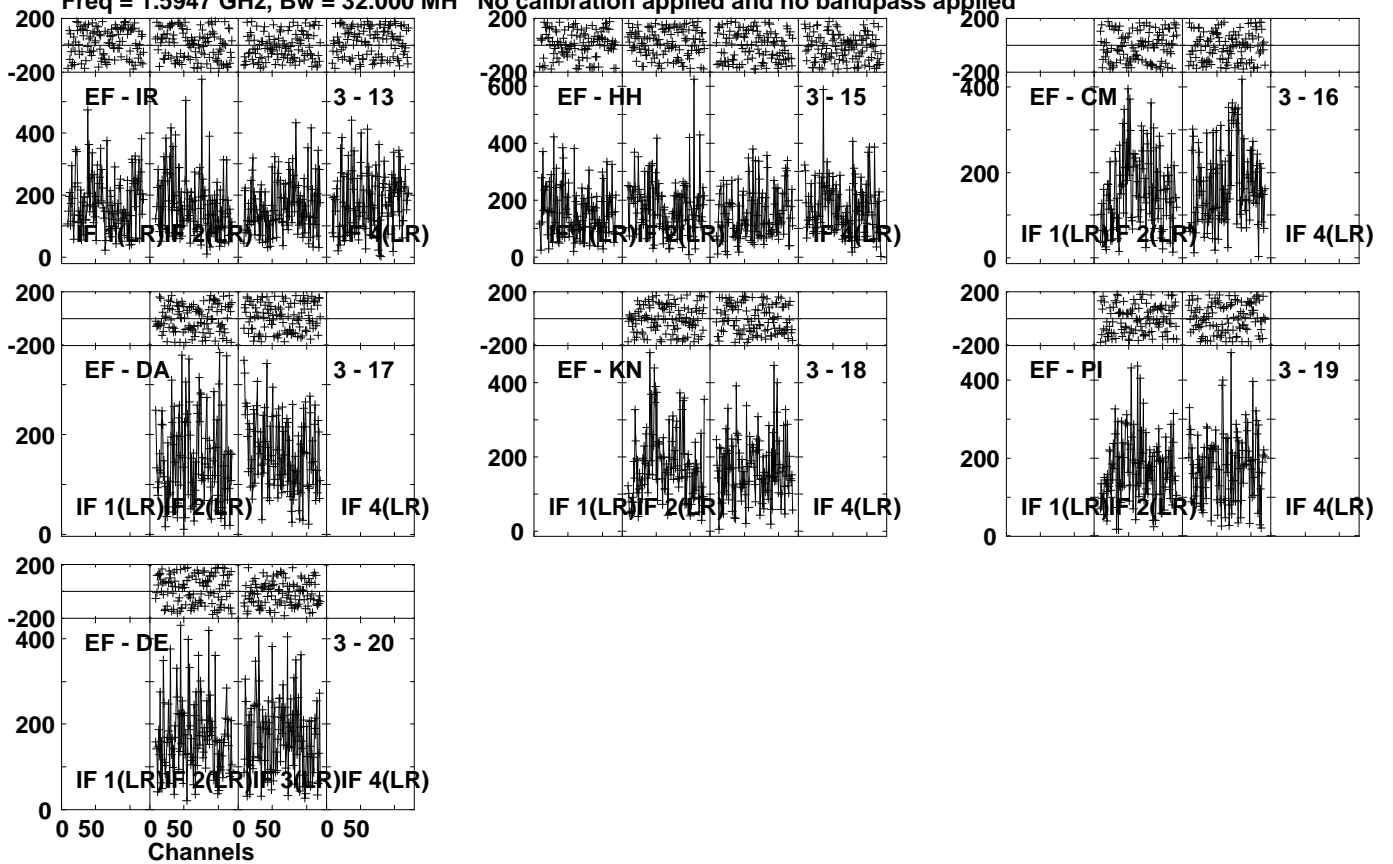 Freq = 1.5947 GHz, Bw = 32.000 MH No calibration applied and no bandpass applied
200
-200
EF - IR 3 - 13
400
200
0
IF 1(LR) IF 2(LR) IF 4(LR)
-200
600
EF - HH 3 - 15
400
200
0
IF 1(LR) IF 2(LR) IF 4(LR)
-200
400
EF - CM 3 - 16
200
0
IF 1(LR) IF 2(LR) IF 4(LR)
200
-200
EF - DA 3 - 17
200
0
IF 1(LR) IF 2(LR) IF 4(LR)
200
-200
EF - KN 3 - 18
400
200
0
IF 1(LR) IF 2(LR) IF 4(LR)
200
-200
EF - PI 3 - 19
400
200
0
IF 1(LR) IF 2(LR) IF 4(LR)
200
-200
EF - DE 3 - 20
400
200
0
IF 1(LR) IF 2(LR) IF 3(LR) IF 4(LR)
0 50 0 50 0 50 0 50
Channels